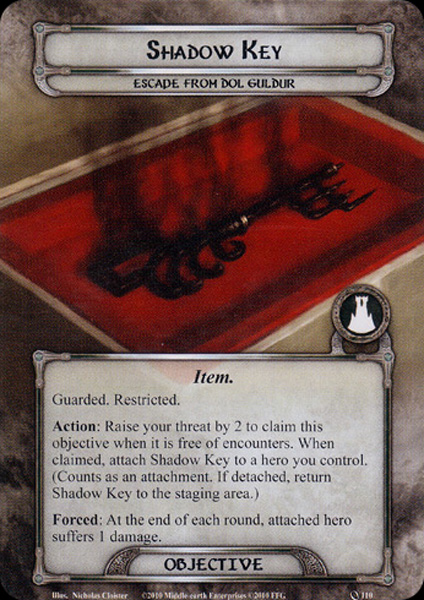 SHADOW KEY
ESCAPE FROM DOL GULDUR
Item.
Guarded. Restricted.
Action: Raise your threat by 2 to claim this
objective when it is free of encounters. When
claimed, attach Shadow Key to a hero you control.
(Counts as an attachment. If detached, return
Shadow Key to the staging area.)
Forced: At the end of each round, attached hero
suffers 1 damage.
OBJECTIVE
Illus. Nicholas Cloister ©2010 Middle-earth Enterprises ©2010 FFG 110